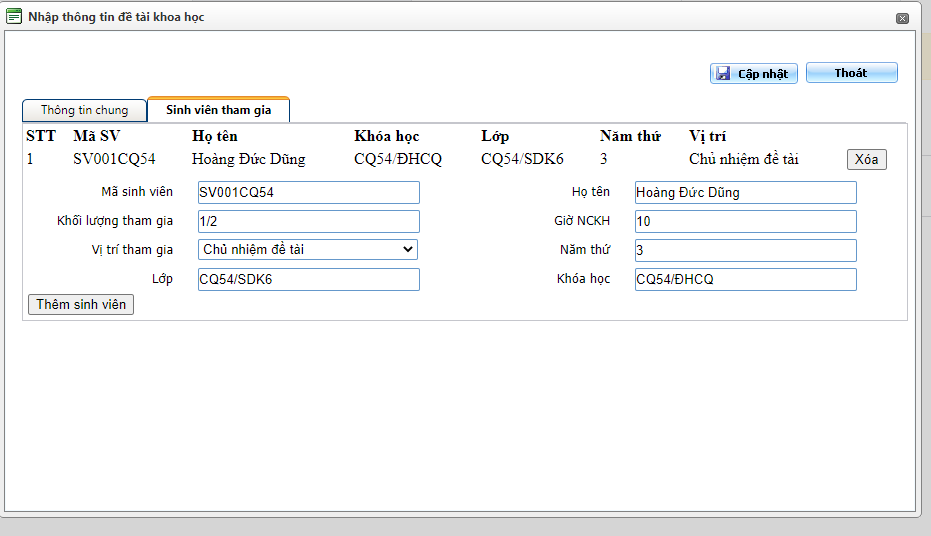 Nhập thông tin đề tài khoa học
Cập nhật Thoát
Thông tin chung Sinh viên tham gia
STT Mã SV Họ tên Khóa học Lớp Năm thứ Vị trí
1 SV001CQ54 Hoàng Đức Dũng CQ54/ĐHCQ CQ54/SDK6 3 Chủ nhiệm đề tài Xóa
Mã sinh viên SV001CQ54 Họ tên Hoàng Đức Dũng
Khối lượng tham gia 1/2 Giờ NCKH 10
Vị trí tham gia Chủ nhiệm đề tài Năm thứ 3
Lớp CQ54/SDK6 Khóa học CQ54/ĐHCQ
Thêm sinh viên